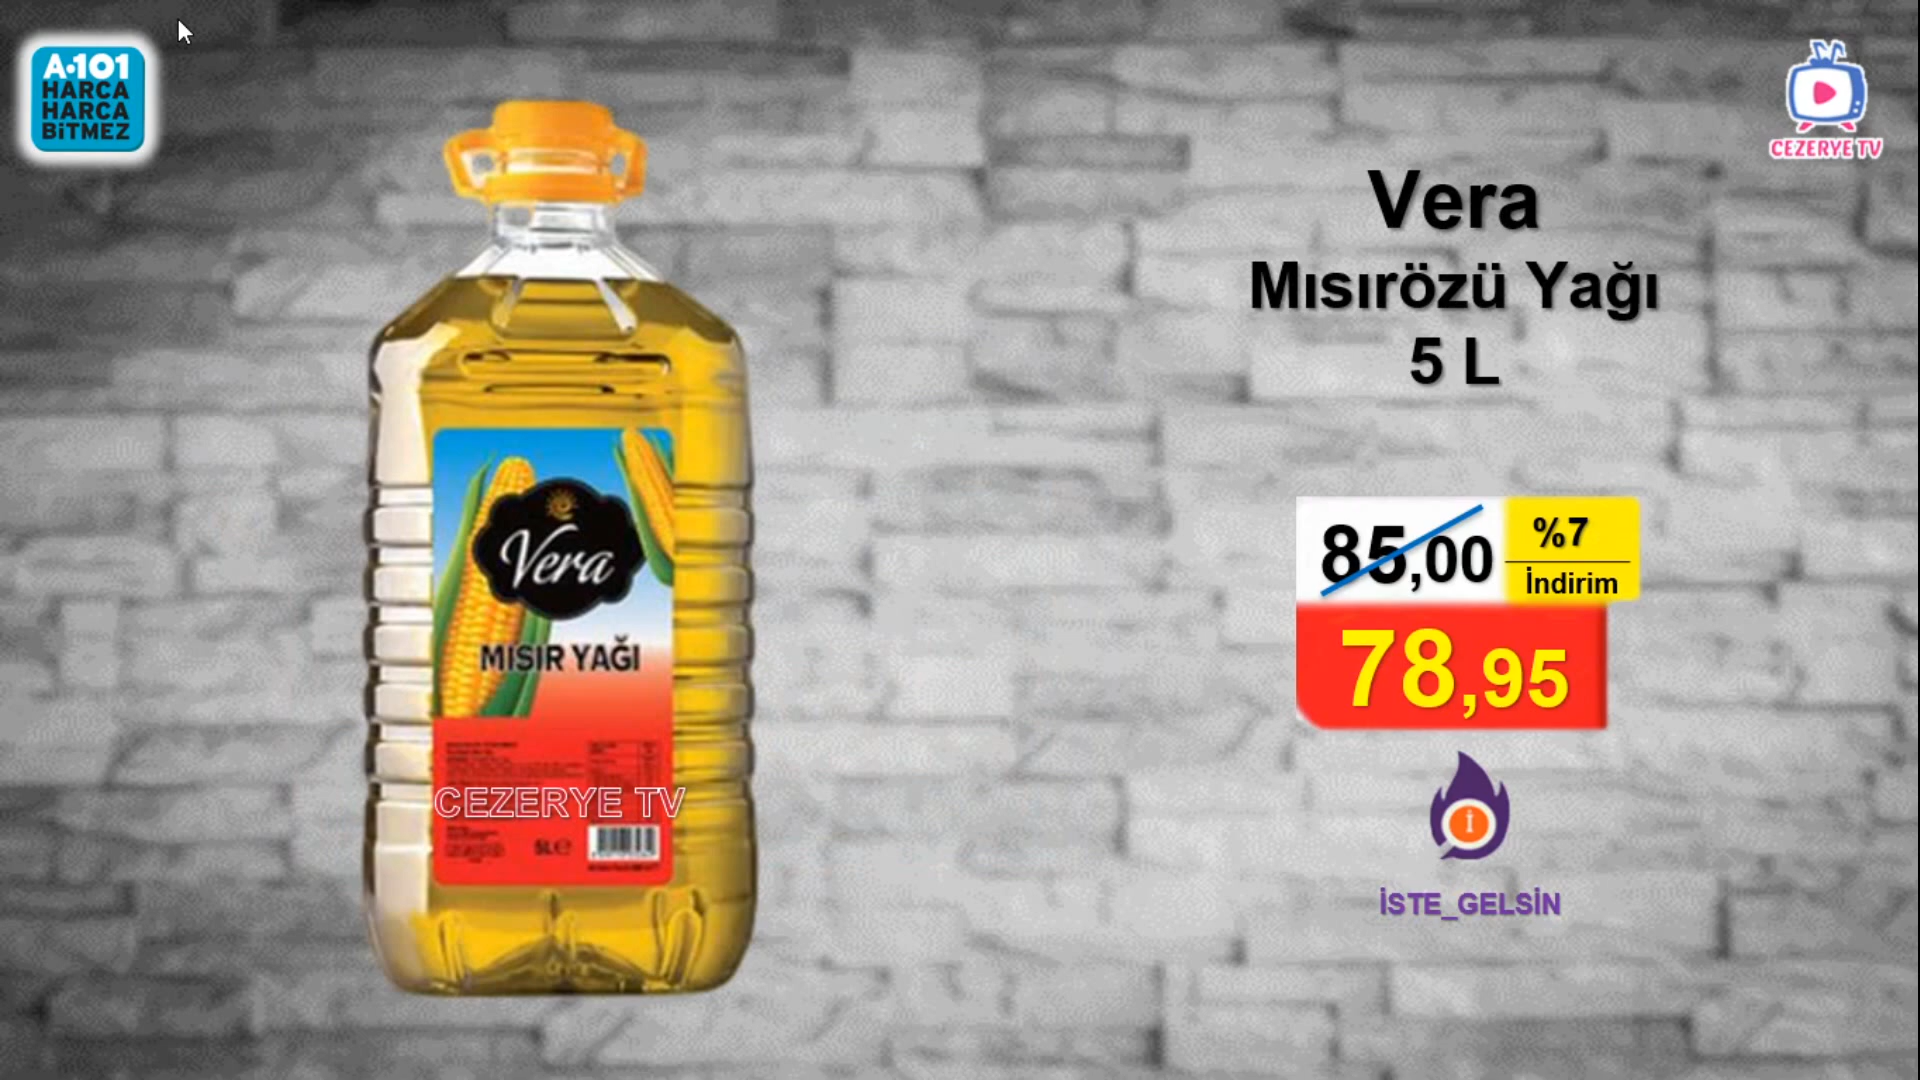 A101
HARCA
HARCA
BİTMEZ
CEZERYE TV
Vera
Mısırözü Yağı
5 L
85,00
%7
İndirim
78,95
İ
İSTE_GELSİN
Vera
MISIR YAĞI
CEZERYE TV
5L e